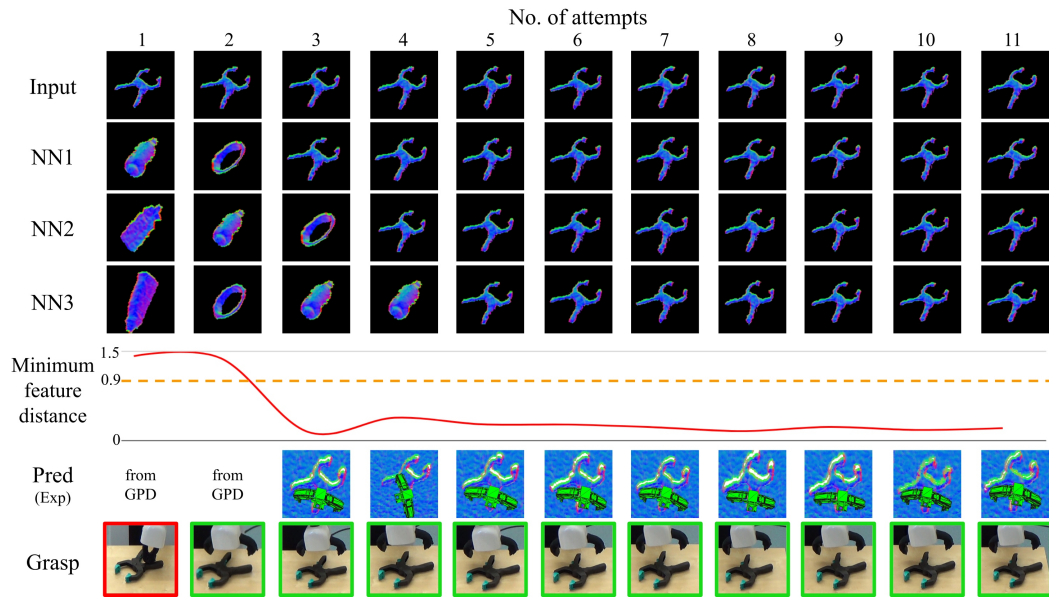 No. of attempts
1 2 3 4 5 6 7 8 9 10 11
Input
NN1
NN2
NN3
1.5
Minimum
0.9
feature
distance
0
Pred
(Exp)
from
GPD
from
GPD
Grasp